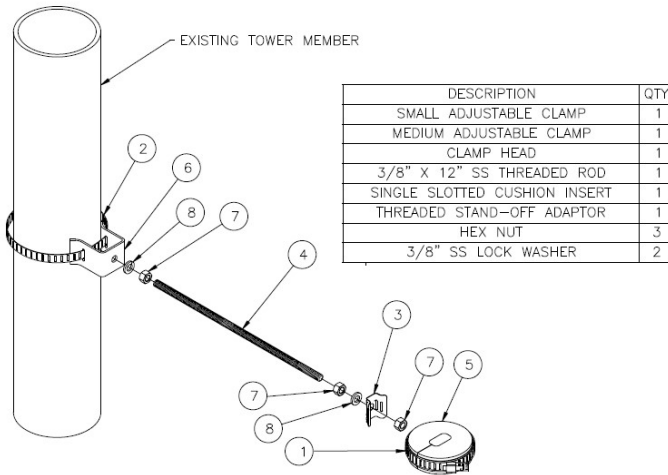 EXISTING TOWER MEMBER
DESCRIPTION QTY
SMALL ADJUSTABLE CLAMP 1
MEDIUM ADJUSTABLE CLAMP 1
CLAMP HEAD 1
3/8" X 12" SS THREADED ROD 1
SINGLE SLOTTED CUSHION INSERT 1
THREADED STAND-OFF ADAPTOR 1
HEX NUT 3
3/8" SS LOCK WASHER 2
2
6
8
7
4
3
7
5
7
8
1